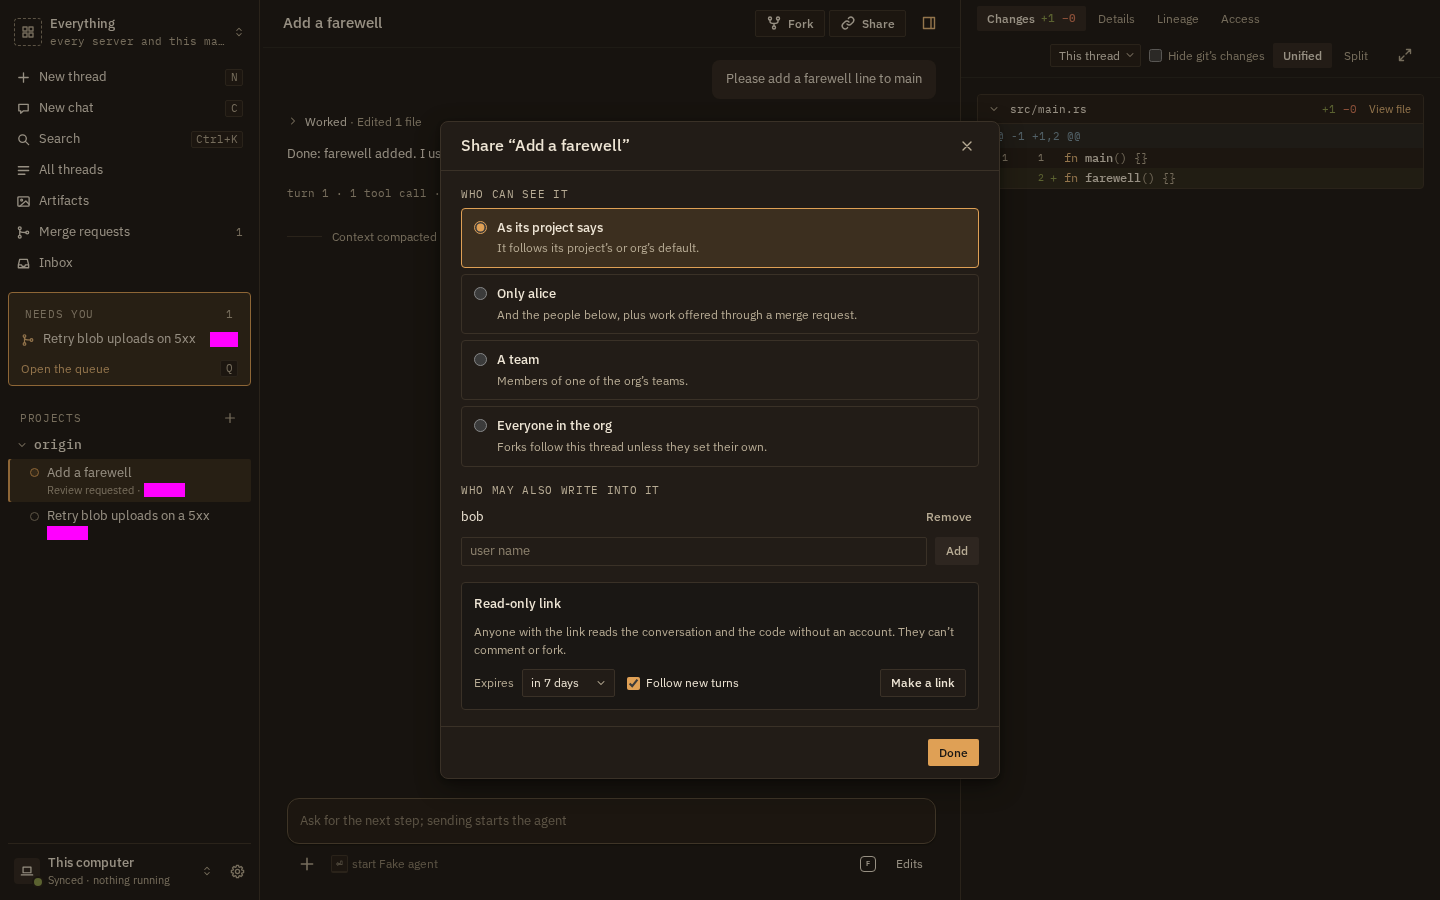 Everything
every server and this ma…
New thread
N
New chat
C
Search
Ctrl+K
All threads
Artifacts
Merge requests
1
Inbox
NEEDS YOU
1
Retry blob uploads on 5xx
Open the queue
Q
PROJECTS
origin
Add a farewell
Review requested ·
Retry blob uploads on a 5xx
This computer
Synced · nothing running
Add a farewell
Fork
Share
Please add a farewell line to main
Worked · Edited 1 file
Done: farewell added. I us
turn 1 · 1 tool call ·
Context compacted
Share “Add a farewell”
WHO CAN SEE IT
As its project says
It follows its project’s or org’s default.
Only alice
And the people below, plus work offered through a merge request.
A team
Members of one of the org’s teams.
Everyone in the org
Forks follow this thread unless they set their own.
WHO MAY ALSO WRITE INTO IT
bob
Remove
user name
Add
Read-only link
Anyone with the link reads the conversation and the code without an account. They can’t
comment or fork.
Expires
in 7 days
Follow new turns
Make a link
Done
Ask for the next step; sending starts the agent
start Fake agent
F
Edits
Changes +1 −0
Details
Lineage
Access
This thread
Hide git’s changes
Unified
Split
src/main.rs
+1 −0
View file
-1 +1,2 @@
1 1 fn main() {}
2 + fn farewell() {}